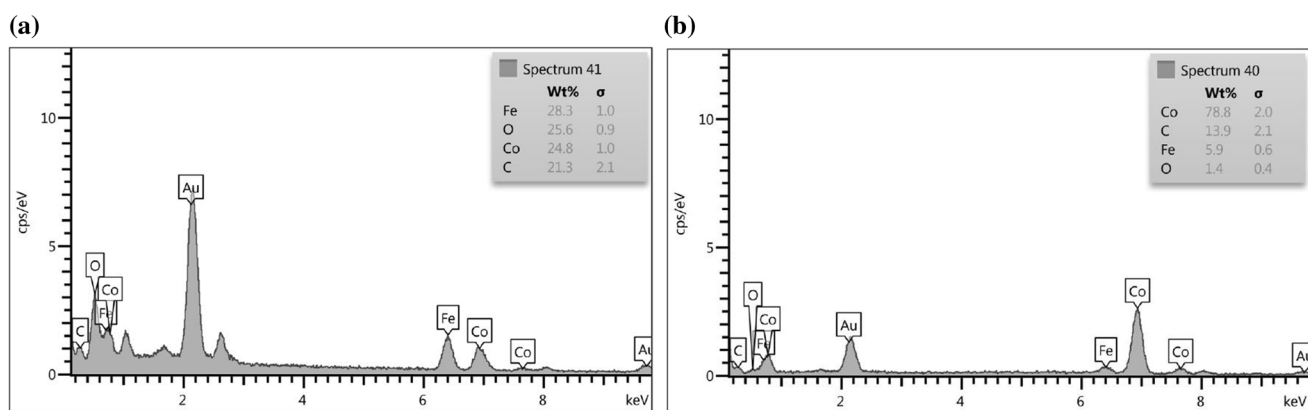 (a)
Spectrum 41
Wt% σ
Fe 28.3 1.0
O 25.6 0.9
Co 24.8 1.0
C 21.3 2.1
10
5
0
cps/eV
Au
O
Co
Fe
C
Fe
Co
Co
Au
2 4 6 8 keV
(b)
Spectrum 40
Wt% σ
Co 78.8 2.0
C 13.9 2.1
Fe 5.9 0.6
O 1.4 0.4
10
5
0
cps/eV
O
Co
Fe
C
Au
Fe
Co
Co
Au
2 4 6 8 keV